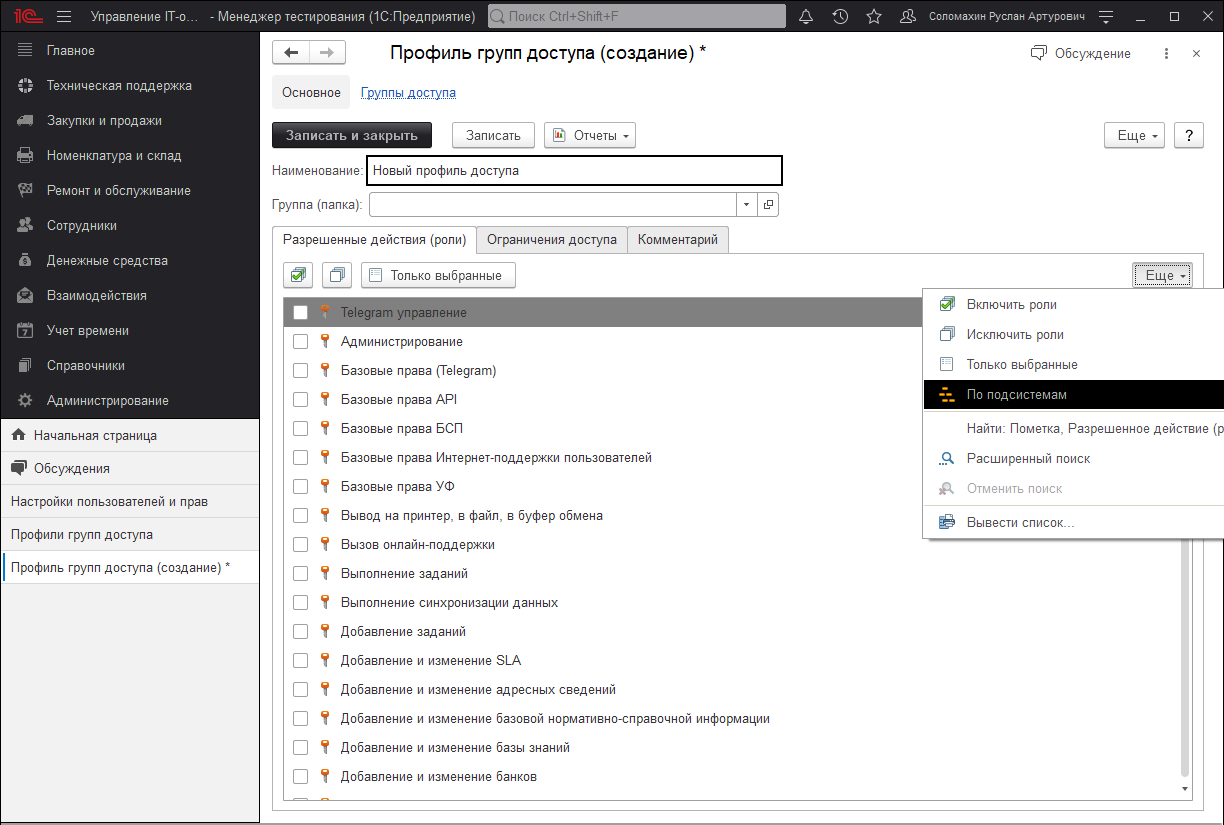 1С Управление IT-о... - Менеджер тестирования (1С:Предприятие) Поиск Ctrl+Shift+F Соломахин Руслан Артурович
Главное
Техническая поддержка
Закупки и продажи
Номенклатура и склад
Ремонт и обслуживание
Сотрудники
Денежные средства
Взаимодействия
Учет времени
Справочники
Администрирование
Начальная страница
Обсуждения
Настройки пользователей и прав
Профили групп доступа
Профиль групп доступа (создание) *
Профиль групп доступа (создание) *
Обсуждение
Основное Группы доступа
Записать и закрыть Записать Отчеты Еще ?
Наименование: Новый профиль доступа
Группа (папка):
Разрешенные действия (роли) Ограничения доступа Комментарий
Только выбранные Еще
Telegram управление
Администрирование
Базовые права (Telegram)
Базовые права API
Базовые права БСП
Базовые права Интернет-поддержки пользователей
Базовые права УФ
Вывод на принтер, в файл, в буфер обмена
Вызов онлайн-поддержки
Выполнение заданий
Выполнение синхронизации данных
Добавление заданий
Добавление и изменение SLA
Добавление и изменение адресных сведений
Добавление и изменение базовой нормативно-справочной информации
Добавление и изменение базы знаний
Добавление и изменение банков
Включить роли
Исключить роли
Только выбранные
По подсистемам
Найти: Пометка, Разрешенное действие (р
Расширенный поиск
Отменить поиск
Вывести список...